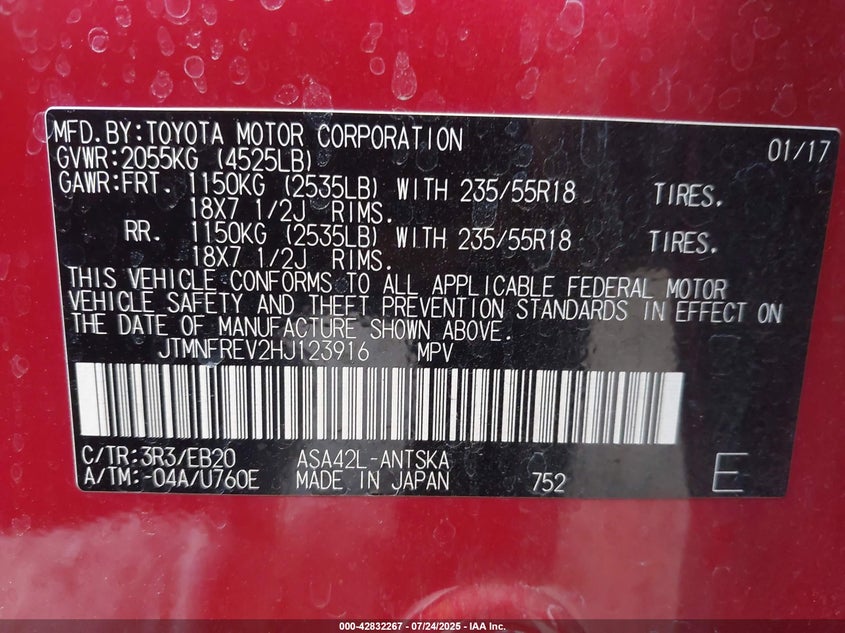 MFD.BY:TOYOTA MOTOR CORPORATION 01/17
GVWR:2055KG (4525LB)
GAWR:FRT. 1150KG (2535LB) WITH 235/55R18 TIRES.
18X7 1/2J RIMS.
RR. 1150KG (2535LB) WITH 235/55R18 TIRES.
18X7 1/2J RIMS.
THIS VEHICLE CONFORMS TO ALL APPLICABLE FEDERAL MOTOR
VEHICLE SAFETY AND THEFT PREVENTION STANDARDS IN EFFECT ON
THE DATE OF MANUFACTURE SHOWN ABOVE.
JTMNFREV2HJ123916 MPV
C/TR:3R3/EB20 ASA42L-ANTSKA
A/TM:-04A/U760E MADE IN JAPAN 752 E
000-42832267 - 07/24/2025 - IAA Inc.